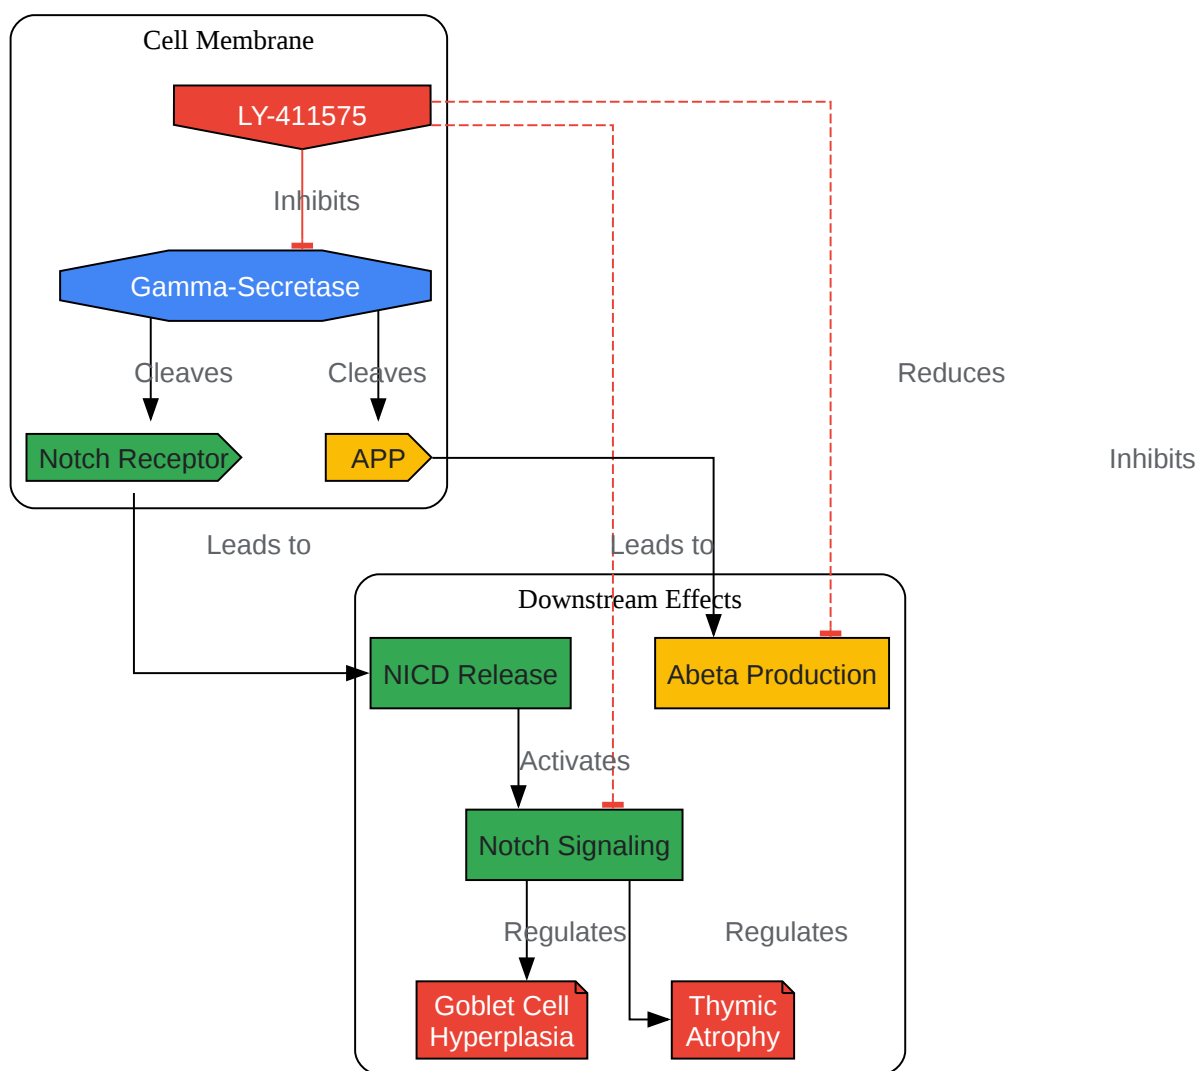 Cell Membrane
LY-411575
Inhibits
Gamma-Secretase
Cleaves
Cleaves
Reduces
Notch Receptor
APP
Inhibits
Leads to
Leads to
Downstream Effects
NICD Release
Abeta Production
Activates
Notch Signaling
Regulates
Regulates
Goblet Cell
Hyperplasia
Thymic
Atrophy